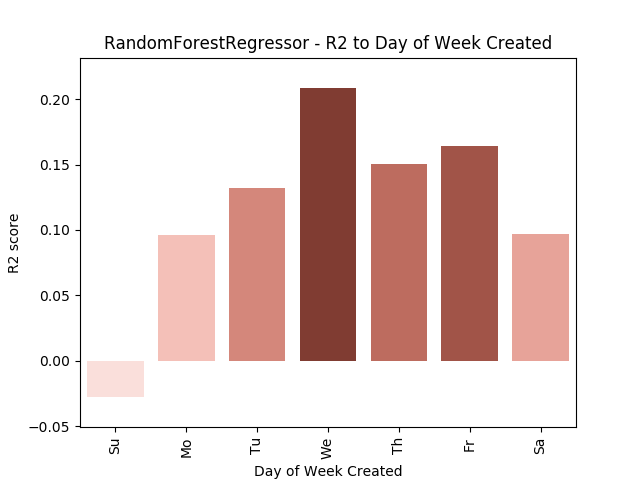 RandomForestRegressor - R2 to Day of Week Created
0.20
0.15
0.10
0.05
0.00
−0.05
R2 score
Su Mo Tu We Th Fr Sa
Day of Week Created